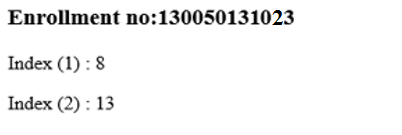 Enrollment no:130050131023
Index (1) : 8
Index (2) : 13